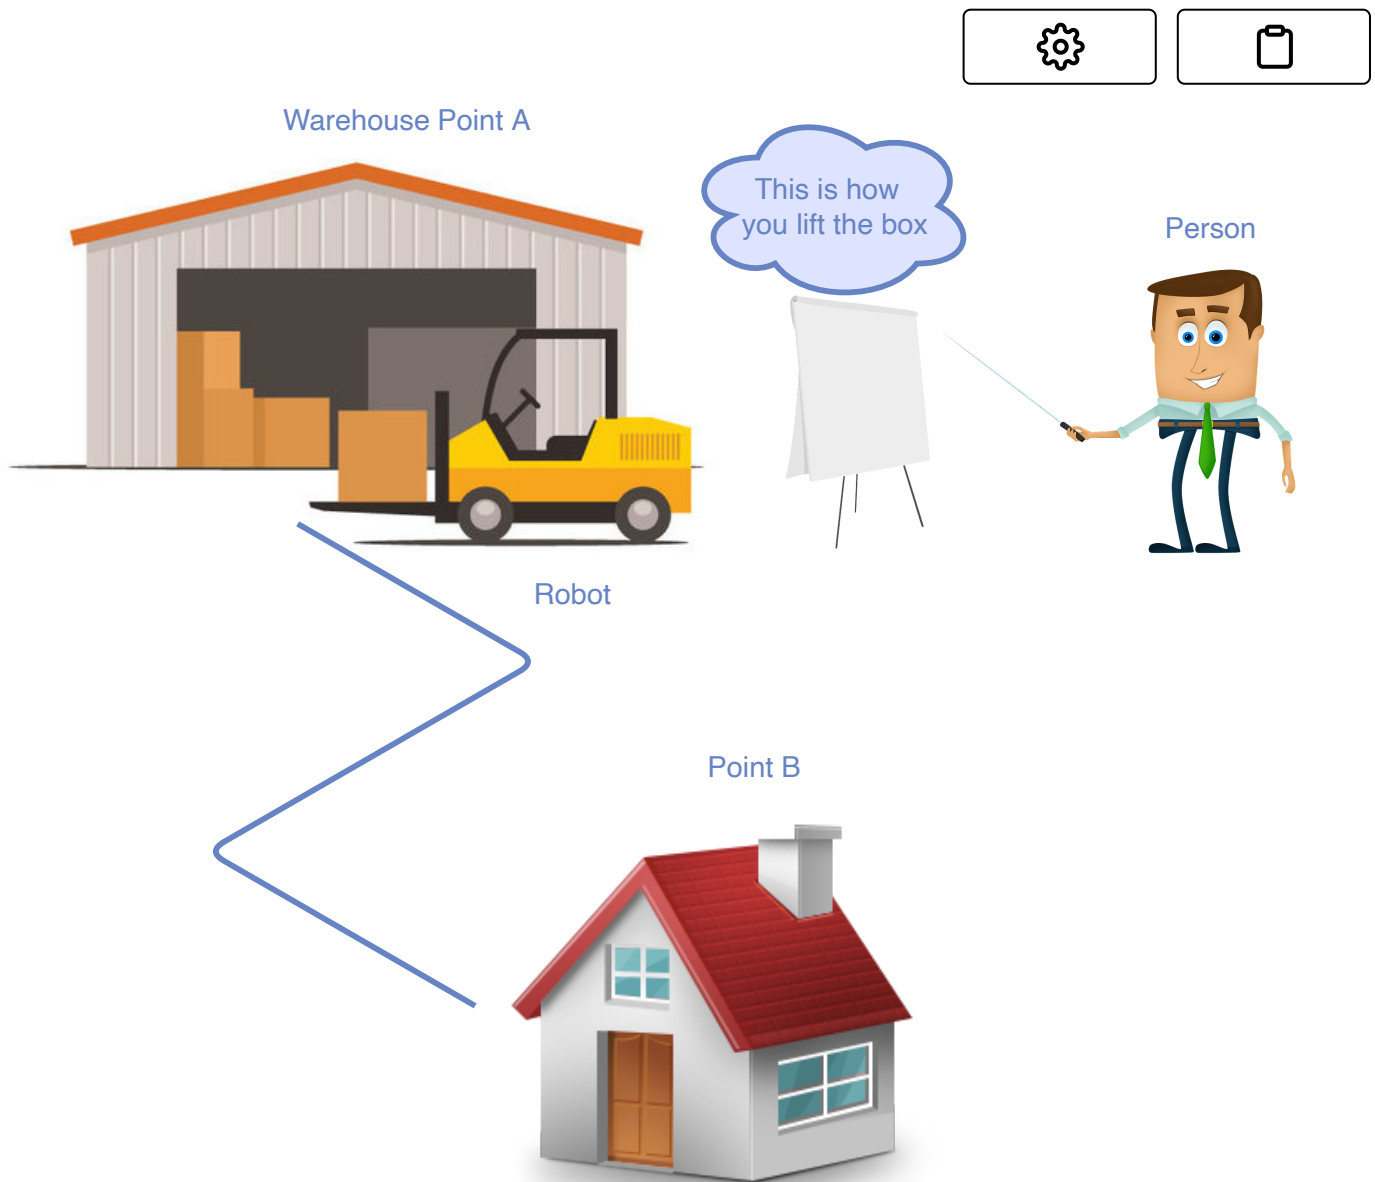 Warehouse Point A
This is how
you lift the box
Person
Robot
Point B